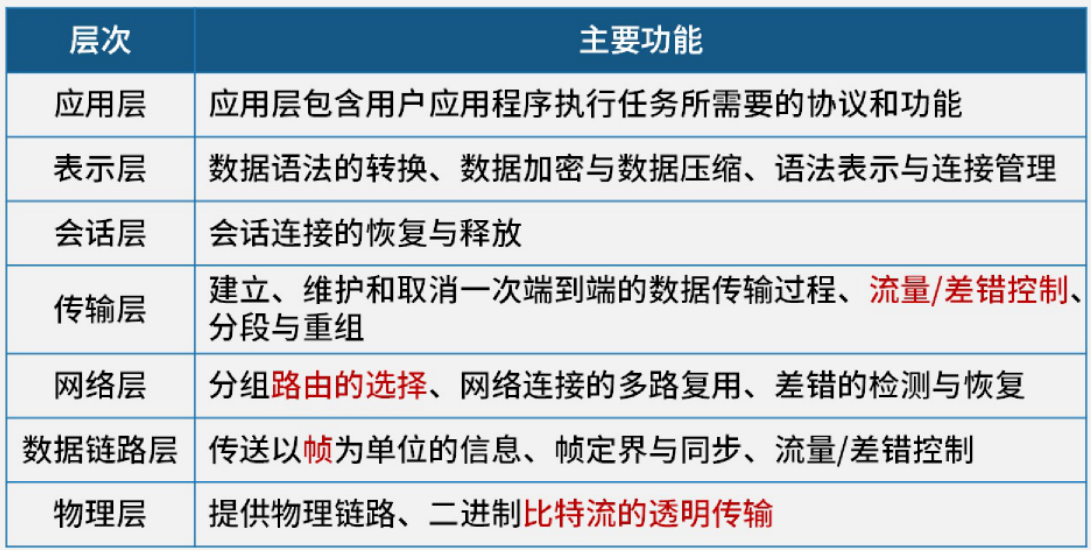 层次 主要功能
应用层 应用层包含用户应用程序执行任务所需要的协议和功能
表示层 数据语法的转换、数据加密与数据压缩、语法表示与连接管理
会话层 会话连接的恢复与释放
传输层 建立、维护和取消一次端到端的数据传输过程、流量/差错控制、
分段与重组
网络层 分组路由的选择、网络连接的多路复用、差错的检测与恢复
数据链路层 传送以帧为单位的信息、帧定界与同步、流量/差错控制
物理层 提供物理链路、二进制比特流的透明传输